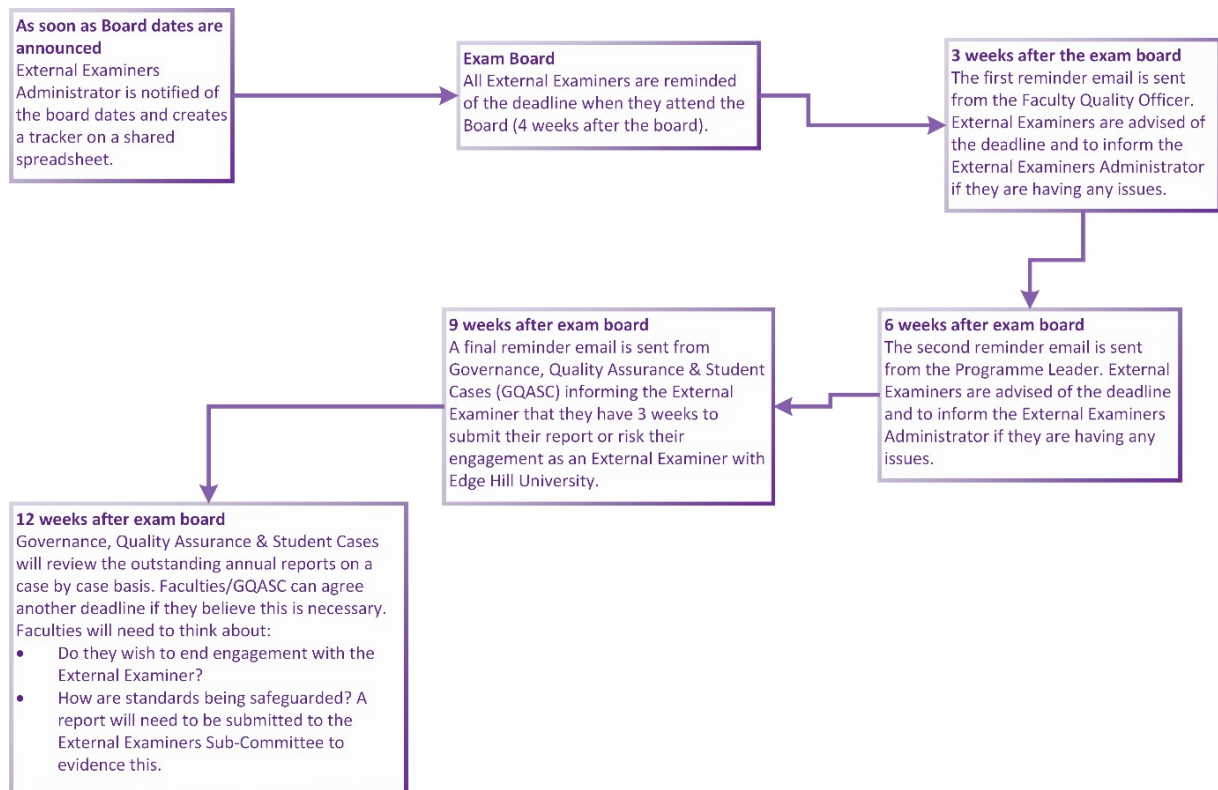 As soon as Board dates are
announced
External Examiners
Administrator is notified of
the board dates and creates
a tracker on a shared
spreadsheet.
Exam Board
All External Examiners are reminded
of the deadline when they attend the
Board (4 weeks after the board).
3 weeks after the exam board
The first reminder email is sent
from the Faculty Quality Officer.
External Examiners are advised of
the deadline and to inform the
External Examiners Administrator
if they are having any issues.
6 weeks after exam board
The second reminder email is sent
from the Programme Leader. External
Examiners are advised of the deadline
and to inform the External Examiners
Administrator if they are having any
issues.
9 weeks after exam board
A final reminder email is sent from
Governance, Quality Assurance & Student
Cases (GQASC) informing the External
Examiner that they have 3 weeks to
submit their report or risk their
engagement as an External Examiner with
Edge Hill University.
12 weeks after exam board
Governance, Quality Assurance & Student Cases
will review the outstanding annual reports on a
case by case basis. Faculties/GQASC can agree
another deadline if they believe this is necessary.
Faculties will need to think about:
• Do they wish to end engagement with the
External Examiner?
• How are standards being safeguarded? A
report will need to be submitted to the
External Examiners Sub-Committee to
evidence this.